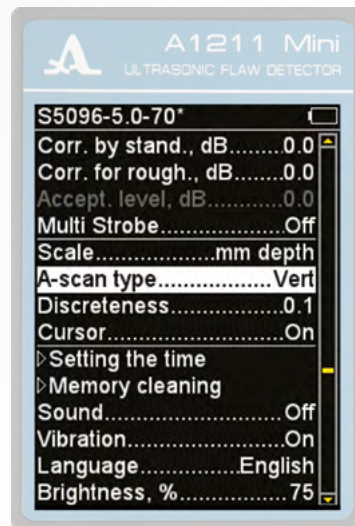 A1211 Mini
ULTRASONIC FLAW DETECTOR
S5096-5.0-70*
Corr. by stand., dB........0.0
Corr. for rough., dB.......0.0
Accept. level, dB............0.0
Multi Strobe....................Off
Scale....................mm depth
A-scan type..................Vert
Discreteness...................0.1
Cursor..............................On
▷Setting the time
▷Memory cleaning
Sound..............................Off
Vibration..........................On
Language................English
Brightness, %..................75